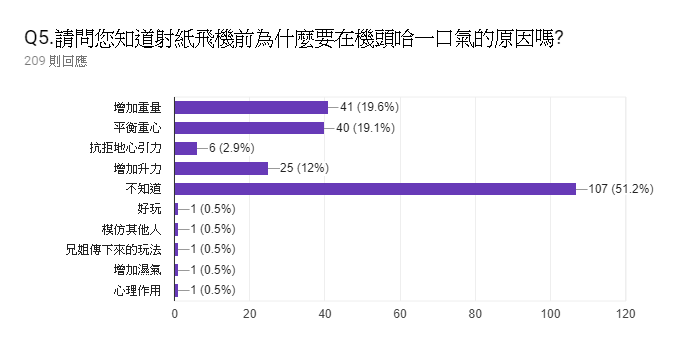 Q5.請問您知道射紙飛機前為什麼要在機頭哈一口氣的原因嗎?
209 則回應
增加重量 41 (19.6%)
平衡重心 40 (19.1%)
抗拒地心引力 6 (2.9%)
增加升力 25 (12%)
不知道 107 (51.2%)
好玩 1 (0.5%)
模仿其他人 1 (0.5%)
兄姐傳下來的玩法 1 (0.5%)
增加濕氣 1 (0.5%)
心理作用 1 (0.5%)
0 20 40 60 80 100 120